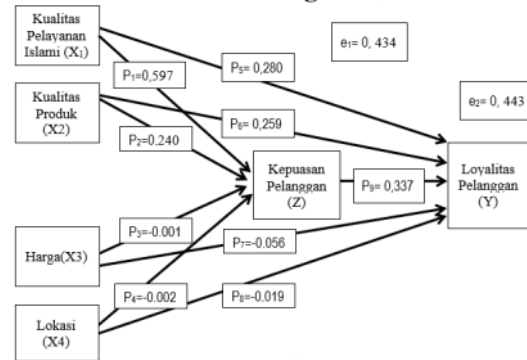 Kualitas
Pelayanan
Islami (X1)
e1= 0, 434
P5= 0,280
P1=0,597
e2= 0, 443
Kualitas
Produk
(X2)
P6= 0,259
P2=0.240
Kepuasan
Pelanggan
(Z)
P9= 0,337
Loyalitas
Pelanggan
(Y)
P3=-0.001
P7=-0.056
Harga(X3)
P4=-0.002
P8=-0,019
Lokasi
(X4)